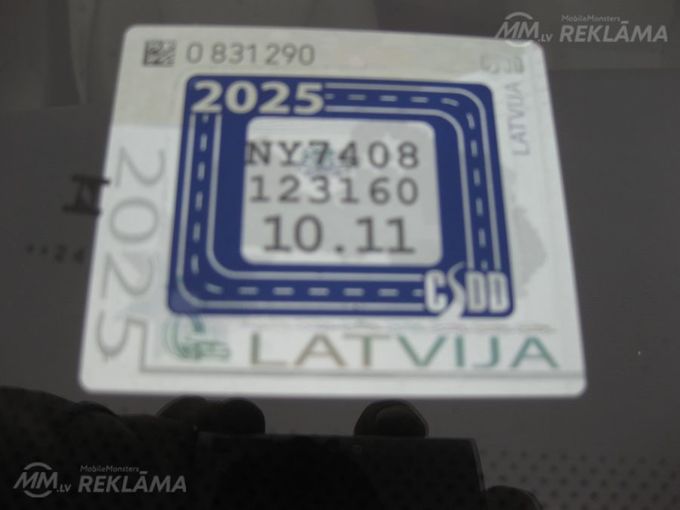 MobileMonsters
MM.lv REKLĀMA
0 831290
CSDD
LATVIJA
2025
NY7408
123160
10.11
CSDD
2025
LATVIJA
MobileMonsters
MM.lv REKLĀMA